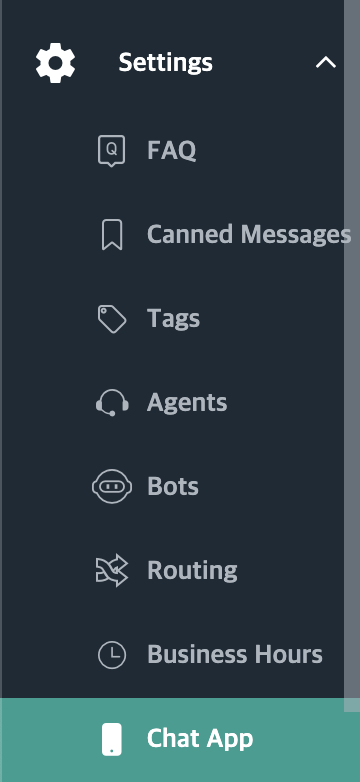 Settings
FAQ
Canned Messages
Tags
Agents
Bots
Routing
Business Hours
Chat App